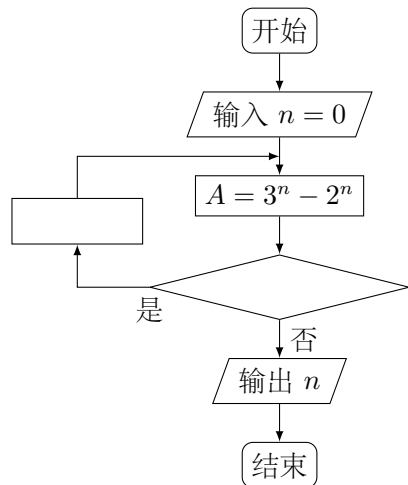 开始
输入 n = 0
A = 3ⁿ − 2ⁿ
是
否
输出 n
结束